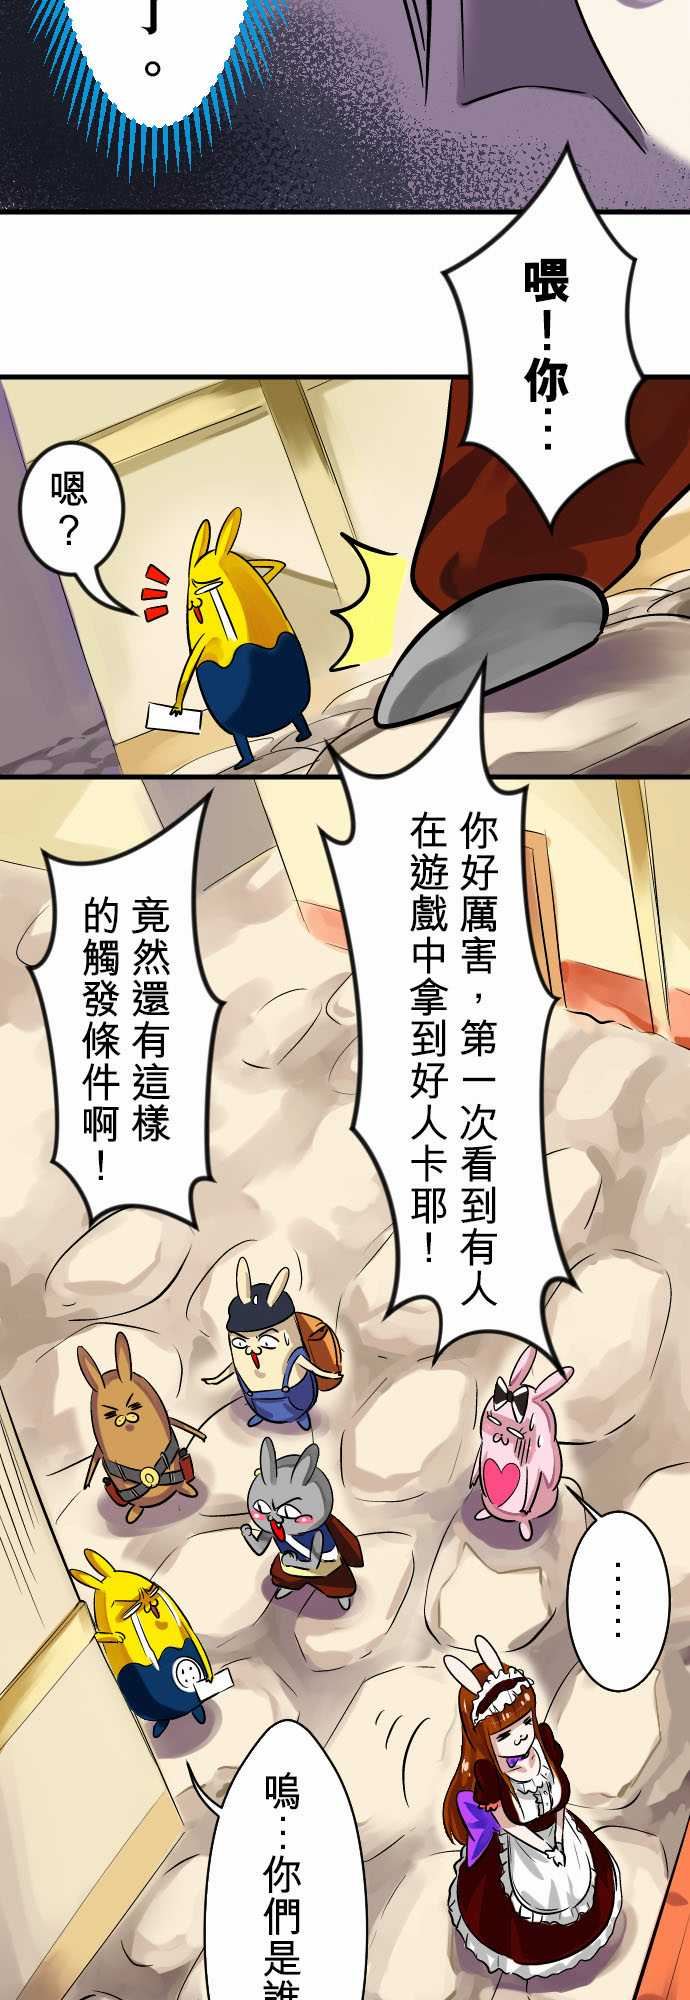 了。
喂！你…
嗯？
你好厲害，第一次看到有人
在遊戲中拿到好人卡耶！
竟然還有這樣
的觸發條件啊！
……
嗚…你們是誰